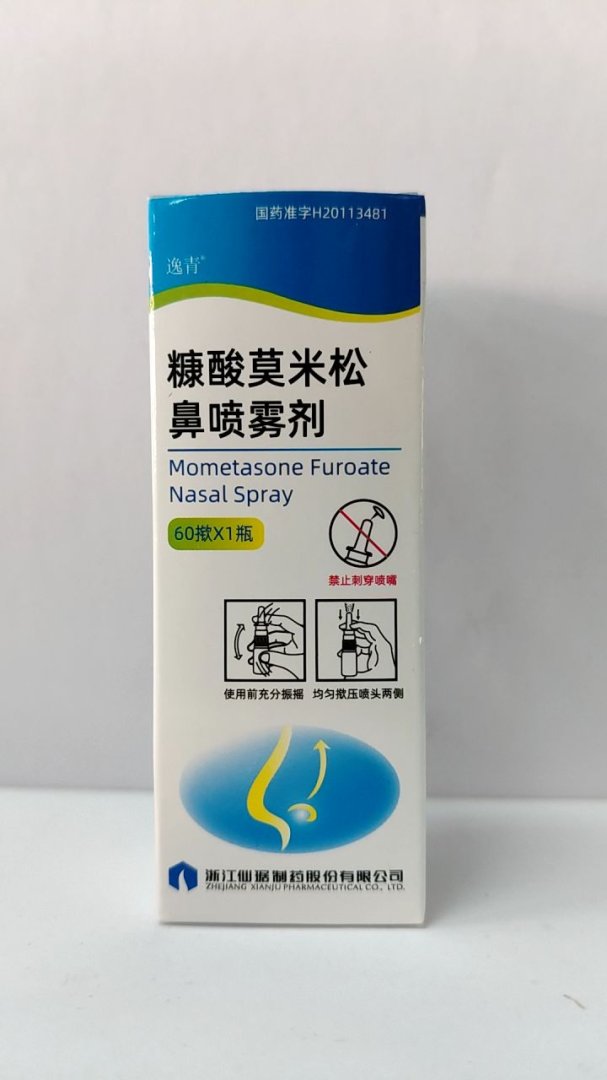 国药准字H20113481
逸青®
糠酸莫米松
鼻喷雾剂
Mometasone Furoate
Nasal Spray
60揿X1瓶
禁止刺穿喷嘴
使用前充分振摇 均匀揿压喷头两侧
浙江仙琚制药股份有限公司
ZHEJIANG XIANJU PHARMACEUTICAL CO., LTD.